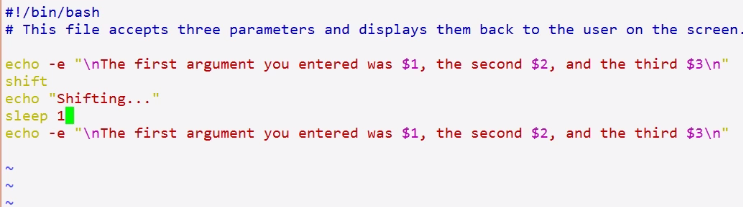 #!/bin/bash
# This file accepts three parameters and displays them back to the user on the screen.
echo -e "\nThe first argument you entered was $1, the second $2, and the third $3\n"
shift
echo "Shifting..."
sleep 1
echo -e "\nThe first argument you entered was $1, the second $2, and the third $3\n"
~
~
~